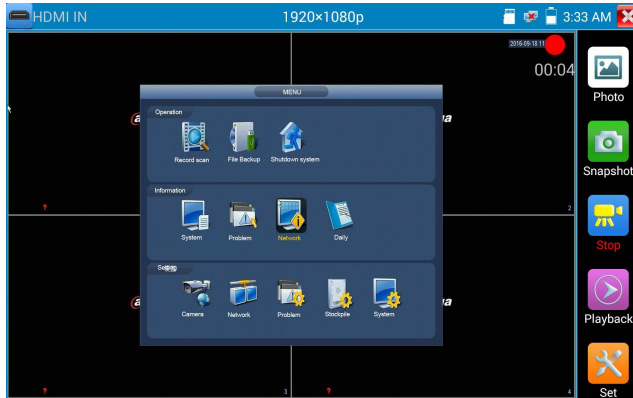 HDMI IN
1920×1080p
3:33 AM
2016-09-18 11
00:04
MENU
Operation
Record scan
File Backup
Shutdown system
Information
System
Problem
Network
Daily
Camera
Network
Problem
Stockpile
System
?
2
?
3
?
4
Photo
Snapshot
Stop
Playback
Set